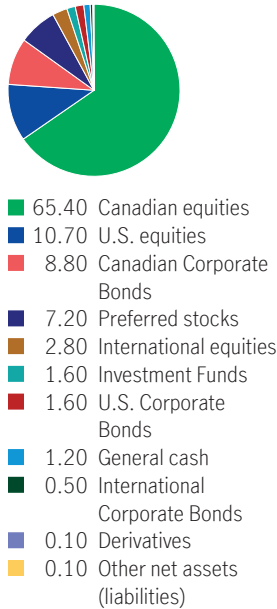 65.40 Canadian equities
10.70 U.S. equities
8.80 Canadian Corporate
Bonds
7.20 Preferred stocks
2.80 International equities
1.60 Investment Funds
1.60 U.S. Corporate
Bonds
1.20 General cash
0.50 International
Corporate Bonds
0.10 Derivatives
0.10 Other net assets
(liabilities)